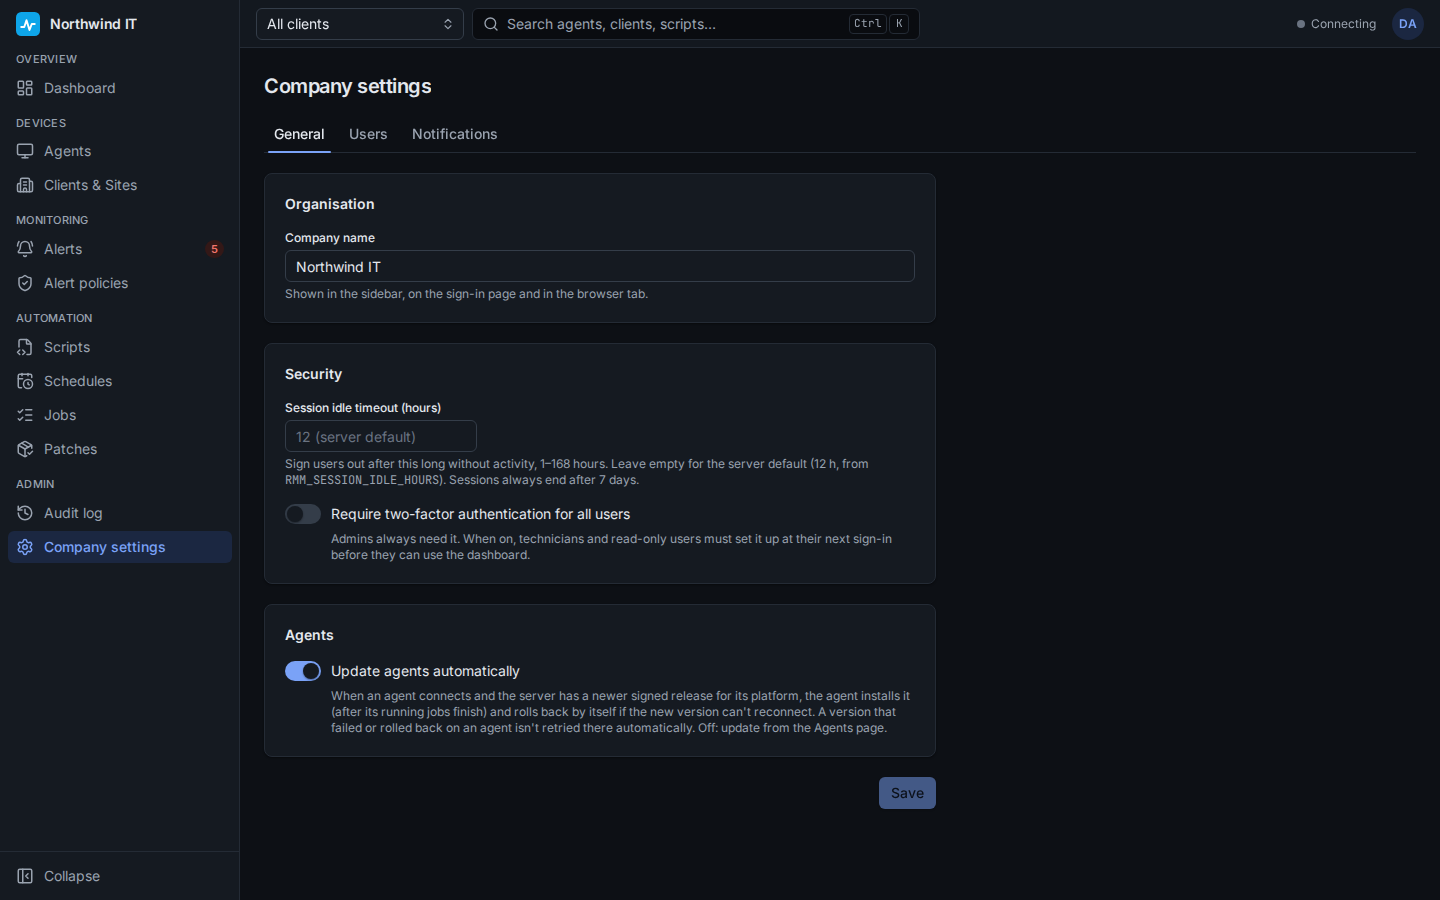 Northwind IT
OVERVIEW
Dashboard
DEVICES
Agents
Clients & Sites
MONITORING
Alerts 5
Alert policies
AUTOMATION
Scripts
Schedules
Jobs
Patches
ADMIN
Audit log
Company settings
Collapse
All clients
Search agents, clients, scripts... Ctrl K
Connecting
DA
Company settings
General Users Notifications
Organisation
Company name
Northwind IT
Shown in the sidebar, on the sign-in page and in the browser tab.
Security
Session idle timeout (hours)
12 (server default)
Sign users out after this long without activity, 1–168 hours. Leave empty for the server default (12 h, from
RMM_SESSION_IDLE_HOURS). Sessions always end after 7 days.
Require two-factor authentication for all users
Admins always need it. When on, technicians and read-only users must set it up at their next sign-in
before they can use the dashboard.
Agents
Update agents automatically
When an agent connects and the server has a newer signed release for its platform, the agent installs it
(after its running jobs finish) and rolls back by itself if the new version can't reconnect. A version that
failed or rolled back on an agent isn't retried there automatically. Off: update from the Agents page.
Save